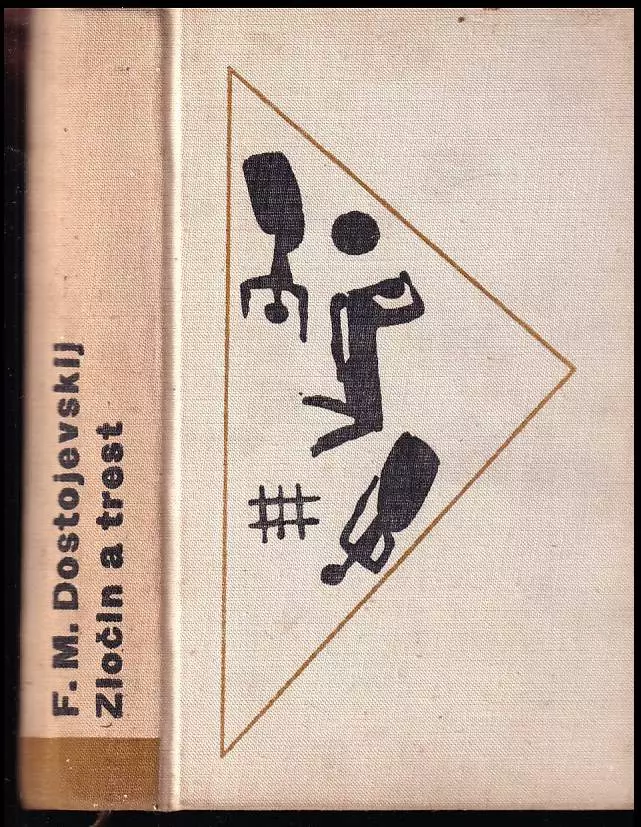 F. M. Dostojevskij
Zločin a trest